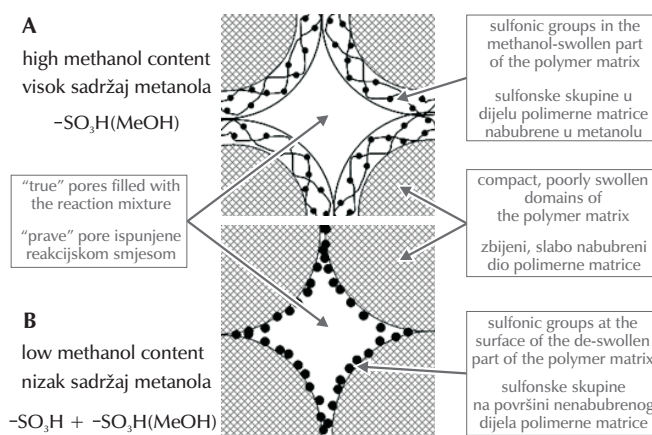 A
high methanol content
visok sadržaj metanola
−SO₃H(MeOH)
sulfonic groups in the
methanol-swollen part
of the polymer matrix
sulfonske skupine u
dijelu polimerne matrice
nabubrene u metanolu
“true” pores filled with
the reaction mixture
“prave” pore ispunjene
reakcijskom smjesom
compact, poorly swollen
domains of
the polymer matrix
zbijeni, slabo nabubreni
dio polimerne matrice
B
low methanol content
nizak sadržaj metanola
−SO₃H + −SO₃H(MeOH)
sulfonic groups at the
surface of the de-swollen
part of the polymer matrix
sulfonske skupine
na površini nenabubrenog
dijela polimerne matrice